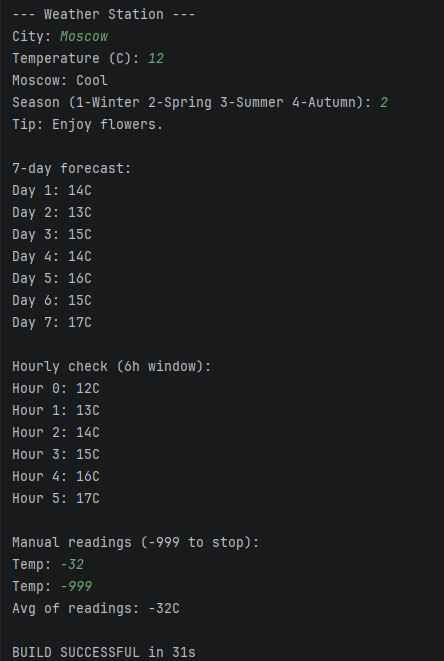 --- Weather Station ---
City: Moscow
Temperature (C): 12
Moscow: Cool
Season (1-Winter 2-Spring 3-Summer 4-Autumn): 2
Tip: Enjoy flowers.

7-day forecast:
Day 1: 14C
Day 2: 13C
Day 3: 15C
Day 4: 14C
Day 5: 16C
Day 6: 15C
Day 7: 17C

Hourly check (6h window):
Hour 0: 12C
Hour 1: 13C
Hour 2: 14C
Hour 3: 15C
Hour 4: 16C
Hour 5: 17C

Manual readings (-999 to stop):
Temp: -32
Temp: -999
Avg of readings: -32C

BUILD SUCCESSFUL in 31s